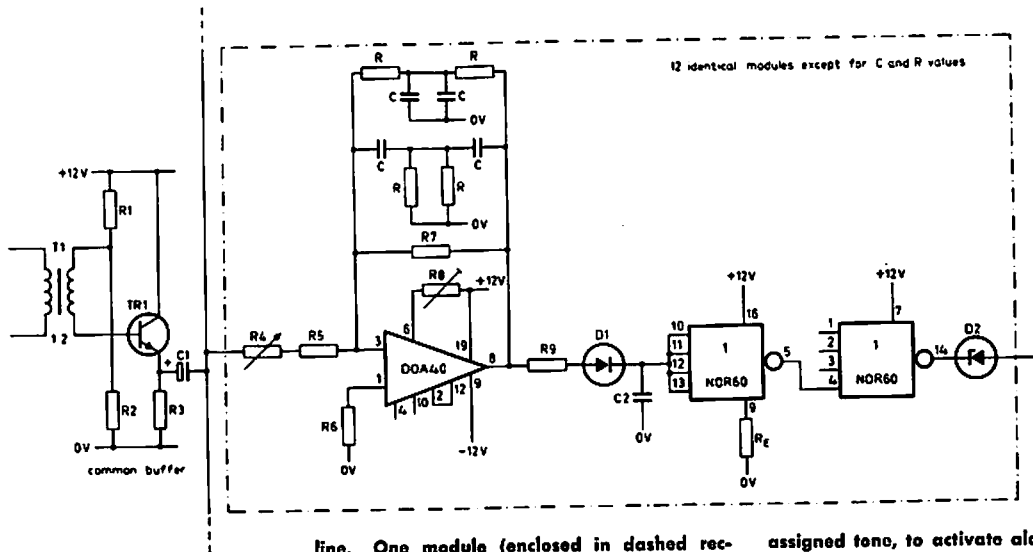 12 identical modules except for C and R values
R
R
C
C
0V
C
C
R
R
0V
R7
R8
+12V
+12V
R1
T1
1:2
TR1
C1
+
R2
R3
0V
common buffer
R4
R5
3
6
DOA40
19
8
1
4
10
2
12
9
R6
0V
-12V
R9
D1
C2
0V
+12V
16
10
11
12
13
1
NOR60
5
9
RE
0V
+12V
7
1
2
3
4
1
NOR60
14
D2
line. One module (enclosed in dashed rec-
assigned tone, to activate